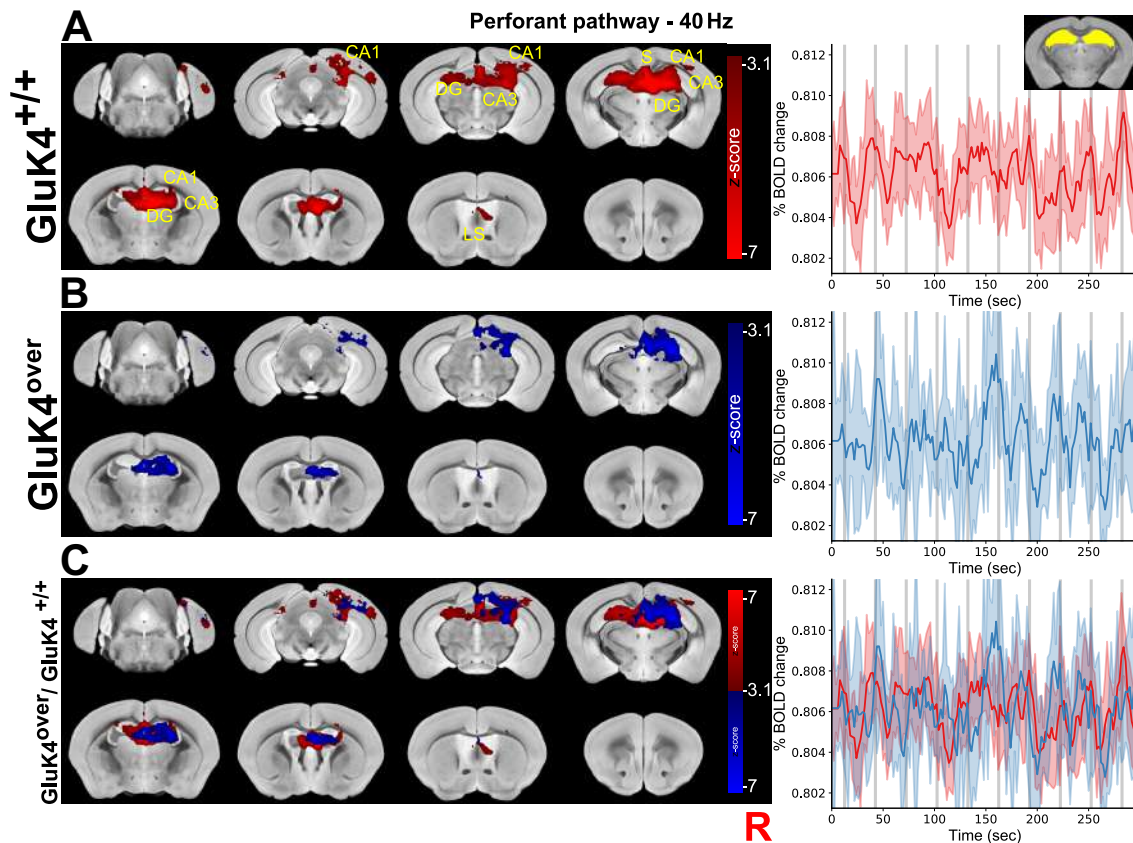 Perforant pathway - 40 Hz
A
GluK4+/+
CA1
CA1
DG
CA3
S
CA1
CA3
DG
CA1
CA3
DG
LS
-3.1
z-score
-7
% BOLD change
0.812
0.810
0.808
0.806
0.804
0.802
0 50 100 150 200 250
Time (sec)
B
GluK4over
-3.1
z-score
-7
% BOLD change
0.812
0.810
0.808
0.806
0.804
0.802
0 50 100 150 200 250
Time (sec)
C
GluK4over/ GluK4 +/+
-7
-score
-3.1
-score
-7
R
% BOLD change
0.812
0.810
0.808
0.806
0.804
0.802
0 50 100 150 200 250
Time (sec)